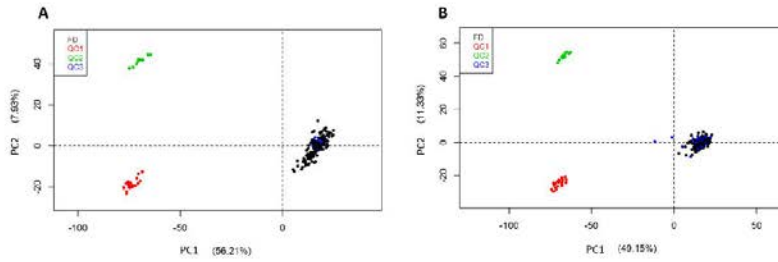 A
FD
QC1
QC2
QC3
40
20
0
-20
PC2 (7.93%)
-100
-50
0
PC1 (56.21%)
B
FD
QC1
QC2
QC3
60
40
20
0
-20
PC2 (11.33%)
-100
-50
0
50
PC1 (49.15%)